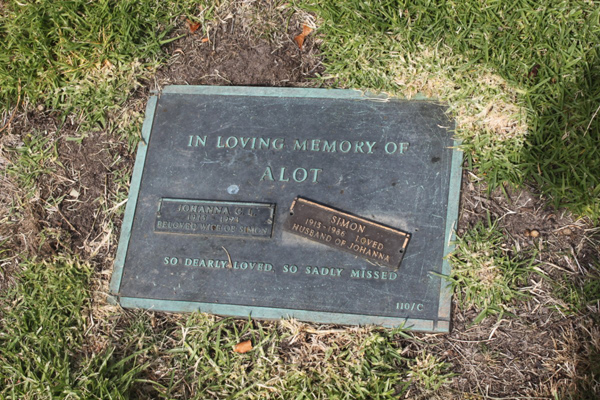 IN LOVING MEMORY OF
ALOT
JOHANNA C L
BELOVED WIFE OF SIMON
SIMON
1913 - 1986 LOVED
HUSBAND OF JOHANNA
SO DEARLY LOVED SO SADLY MISSED
110/C